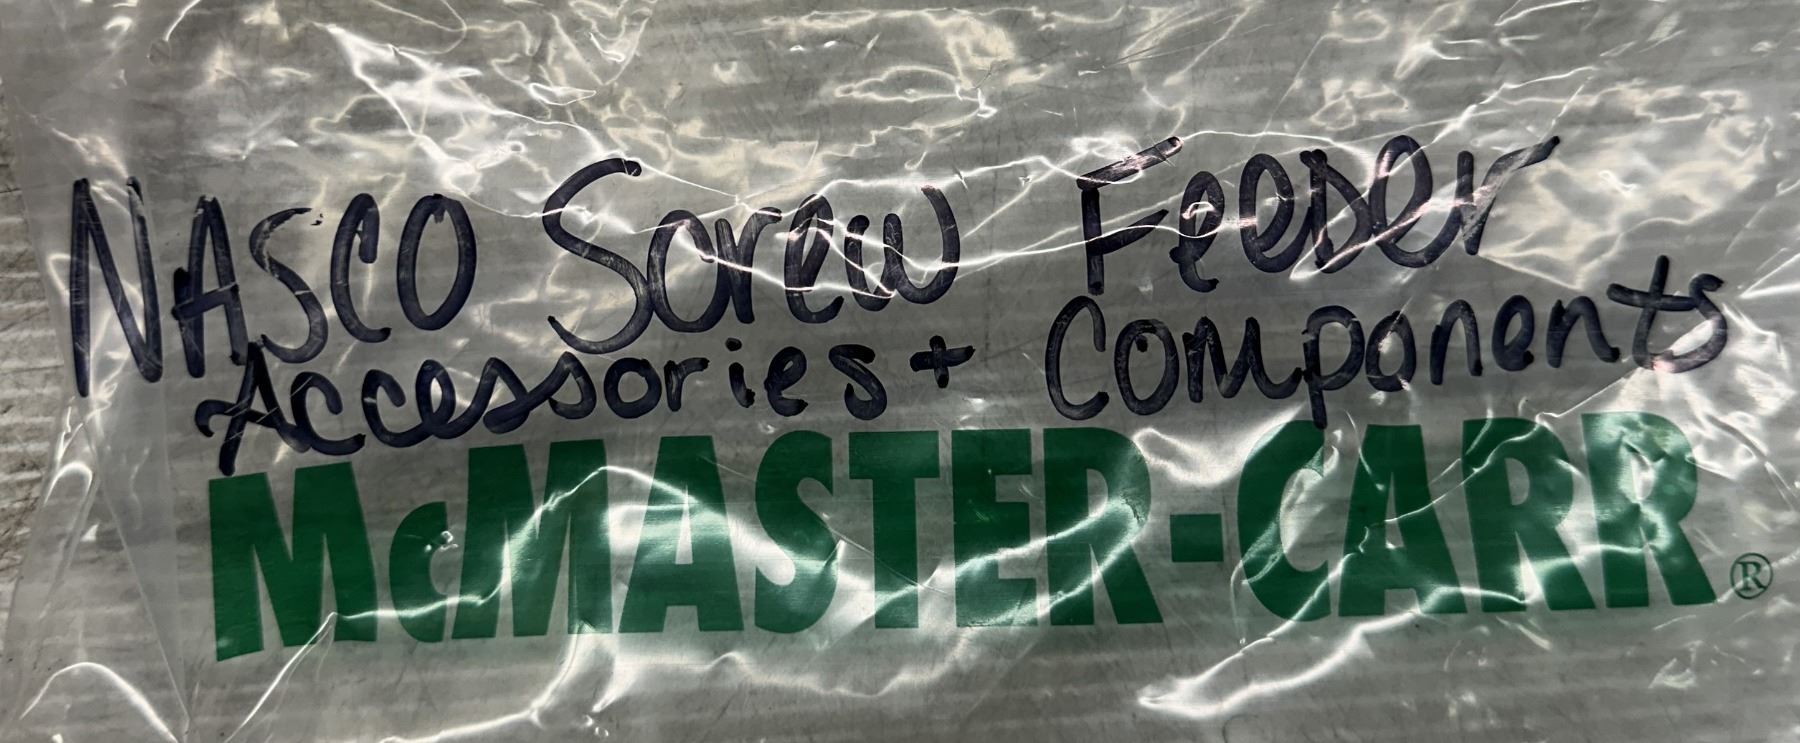 NASCO Screw Feeder
Accessories + Components
McMASTER-CARR®